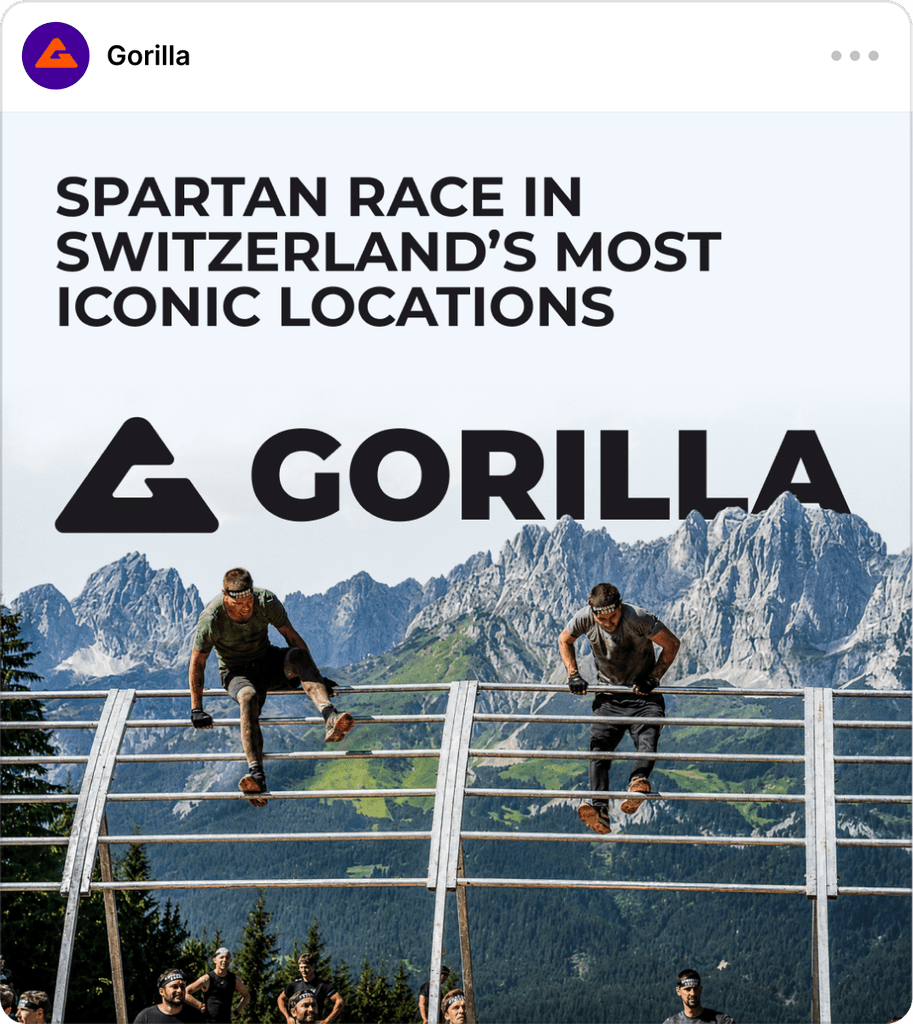 Gorilla
SPARTAN RACE IN
SWITZERLAND’S MOST
ICONIC LOCATIONS
GORILLA